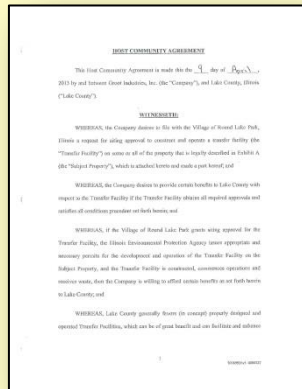 HOST COMMUNITY AGREEMENT
This Host Community Agreement is made this the 9 day of April,
2013 by and between Groot Industries, Inc. (the "Company"), and Lake County, Illinois
("Lake County").
WITNESSETH:
WHEREAS, the Company desires to file with the Village of Round Lake Park,
Illinois a request for siting approval to construct and operate a transfer facility (the
"Transfer Facility") on some or all of the property that is legally described as Exhibit A
(the "Subject Property"), which is attached hereto and made a part hereof; and
WHEREAS, the Company desires to provide certain benefits to Lake County with
respect to the Transfer Facility if the Transfer Facility obtains all required approvals and
satisfies all conditions precedent set forth herein; and
WHEREAS, if the Village of Round Lake Park grants siting approval for the
Transfer Facility, the Illinois Environmental Protection Agency issues appropriate and
necessary permits for the development and operation of the Transfer Facility on the
Subject Property, and the Transfer Facility is constructed, commences operations and
receives waste, then the Company is willing to afford certain benefits as set forth herein
to Lake County; and
WHEREAS, Lake County generally favors (in concept) properly designed and
operated Transfer Facilities, which can be of great benefit and can facilitate and enhance
1